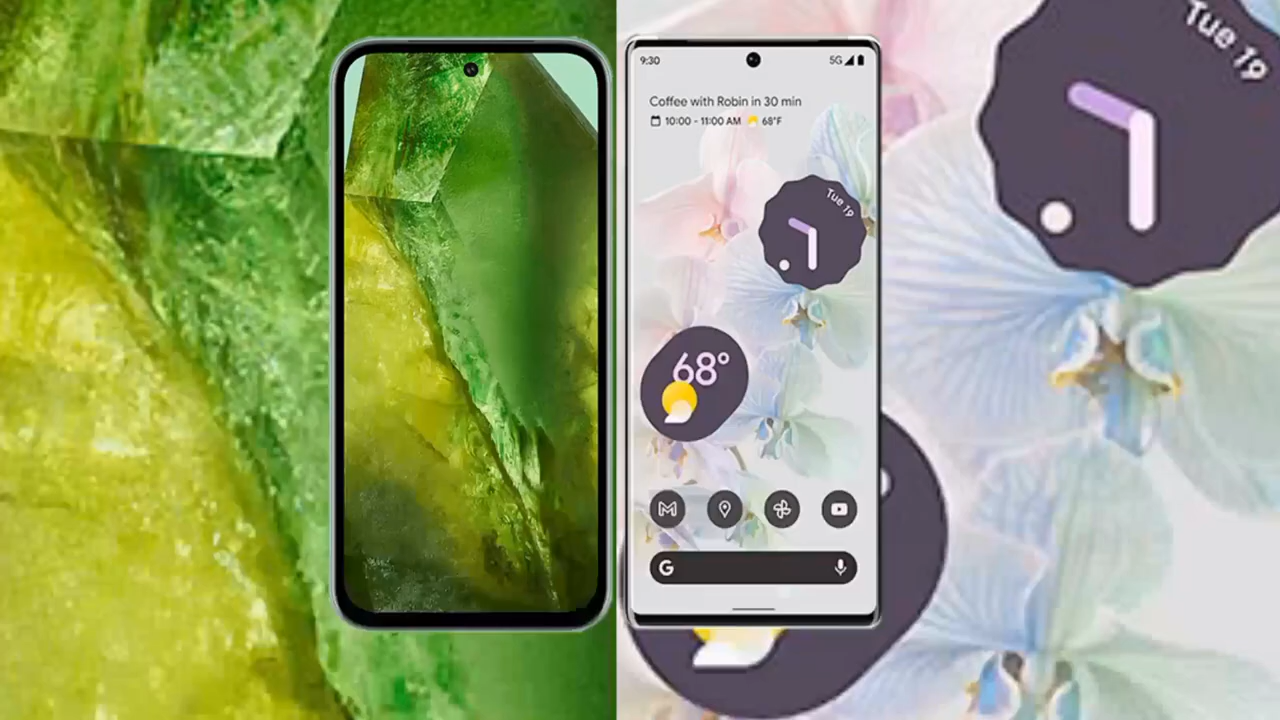 9:30
5G
Coffee with Robin in 30 min
10:00 - 11:00 AM 68°F
Tue 19
68°
G
Tue 19